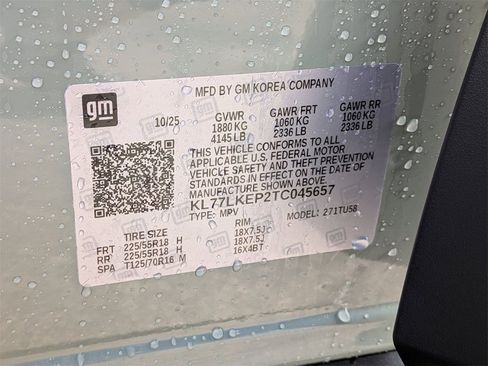 MFD BY GM KOREA COMPANY
gm
10/25 GVWR GAWR FRT GAWR RR
1880 KG 1060 KG 1060 KG
4145 LB 2336 LB 2336 LB
THIS VEHICLE CONFORMS TO ALL
APPLICABLE U.S. FEDERAL MOTOR
VEHICLE SAFETY AND THEFT PREVENTION
STANDARDS IN EFFECT ON THE DATE OF
MANUFACTURE SHOWN ABOVE.
KL77LKEP2TC045657
TYPE: MPV MODEL: 271TU58
TIRE SIZE RIM
FRT 225/55R18 H 18X7.5J
RR 225/55R18 H 18X7.5J
SPA T125/70R16 M 16X4BT